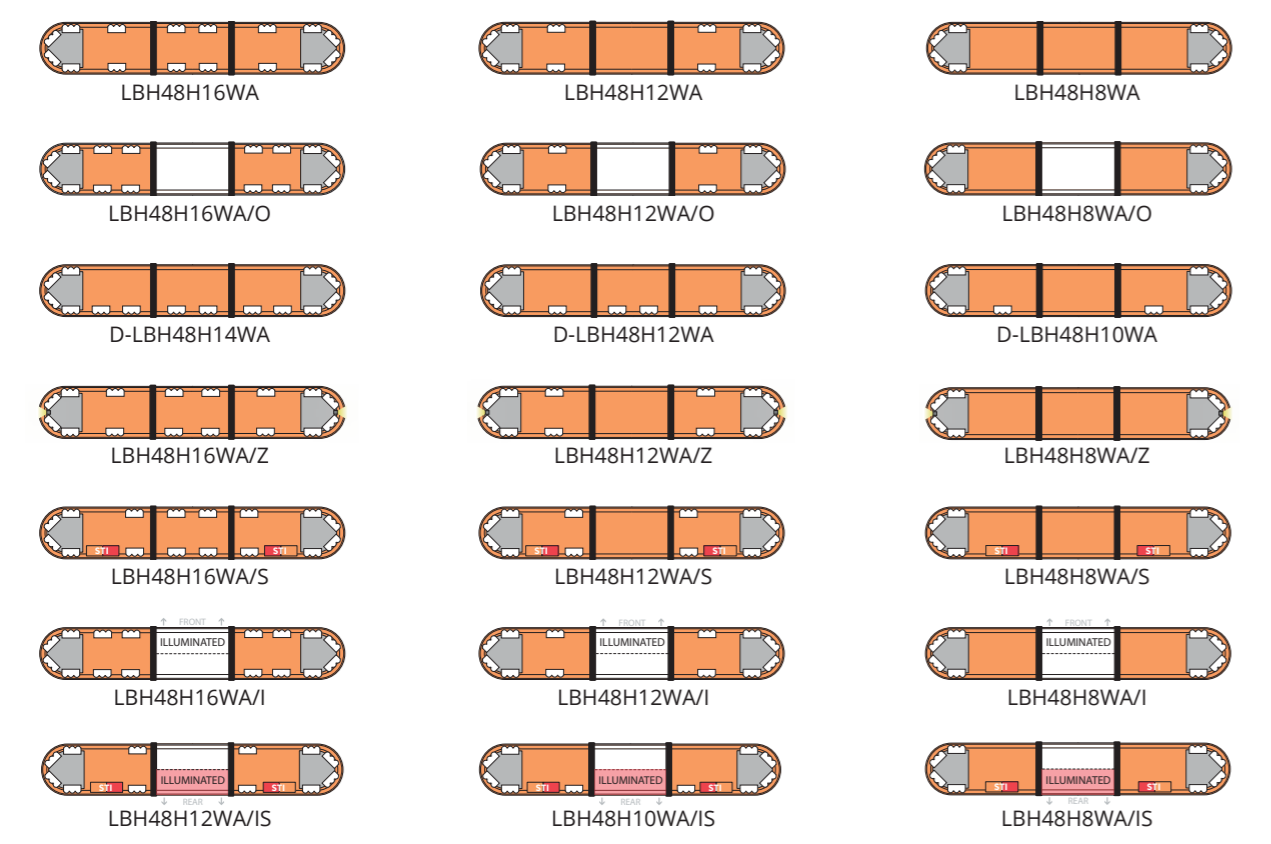 LBH48H16WA
LBH48H12WA
LBH48H8WA
LBH48H16WA/O
LBH48H12WA/O
LBH48H8WA/O
D-LBH48H14WA
D-LBH48H12WA
D-LBH48H10WA
LBH48H16WA/Z
LBH48H12WA/Z
LBH48H8WA/Z
STI STI
LBH48H16WA/S
STI STI
LBH48H12WA/S
STI STI
LBH48H8WA/S
↑ FRONT ↑
ILLUMINATED
LBH48H16WA/I
↑ FRONT ↑
ILLUMINATED
LBH48H12WA/I
↑ FRONT ↑
ILLUMINATED
LBH48H8WA/I
STI ILLUMINATED STI
↓ REAR ↓
LBH48H12WA/IS
STI ILLUMINATED STI
↓ REAR ↓
LBH48H10WA/IS
STI ILLUMINATED STI
↓ REAR ↓
LBH48H8WA/IS